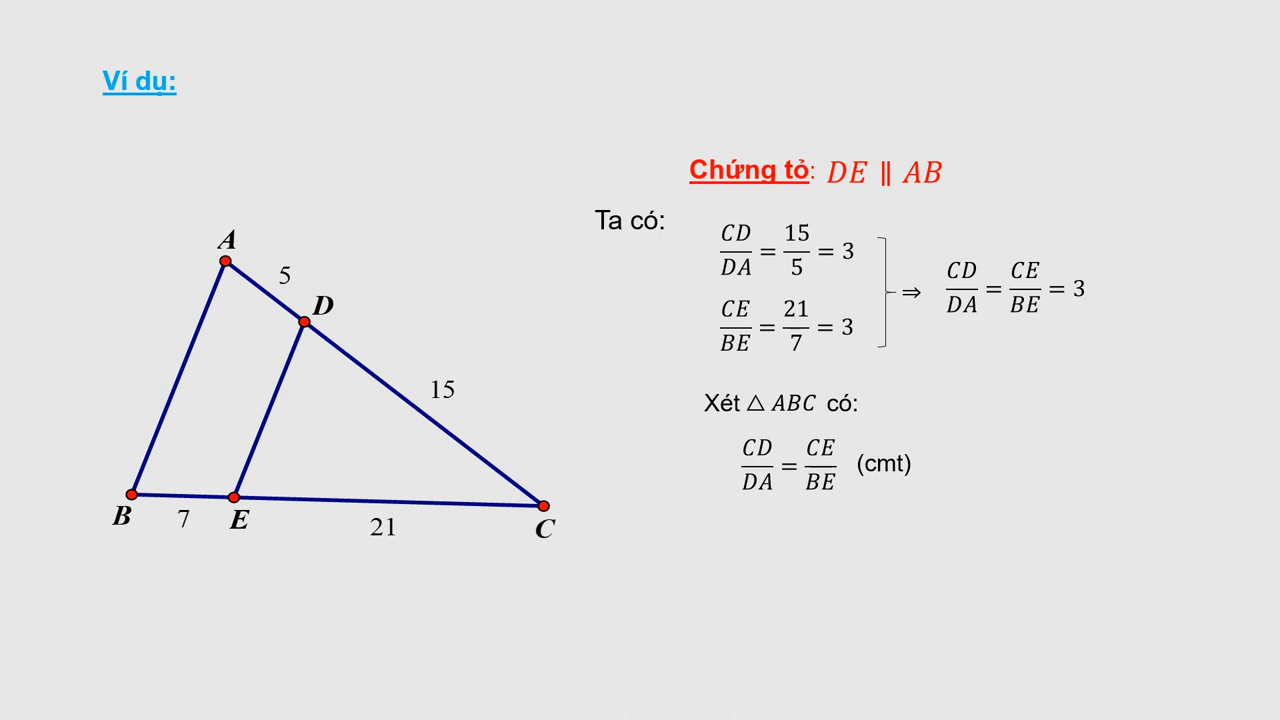 Ví dụ:
Chứng tỏ: DE ∥ AB
Ta có:
CD/DA = 15/5 = 3
CE/BE = 21/7 = 3
⇒ CD/DA = CE/BE = 3
Xét △ ABC có:
CD/DA = CE/BE (cmt)
A
5
D
15
B
7
E
21
C